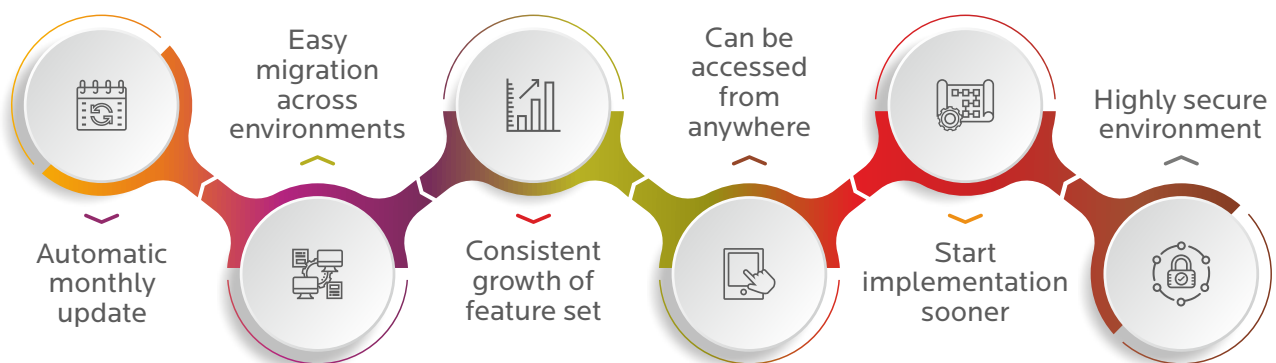 Automatic
monthly
update
Easy
migration
across
environments
Consistent
growth of
feature set
Can be
accessed
from
anywhere
Start
implementation
sooner
Highly secure
environment